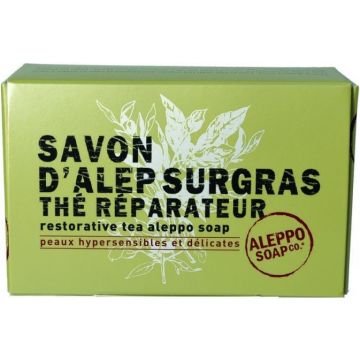 SAVON
D'ALEP SURGRAS
THÉ RÉPARATEUR
restorative tea aleppo soap
peaux hypersensibles et délicates
ALEPPO
SOAP CO.®